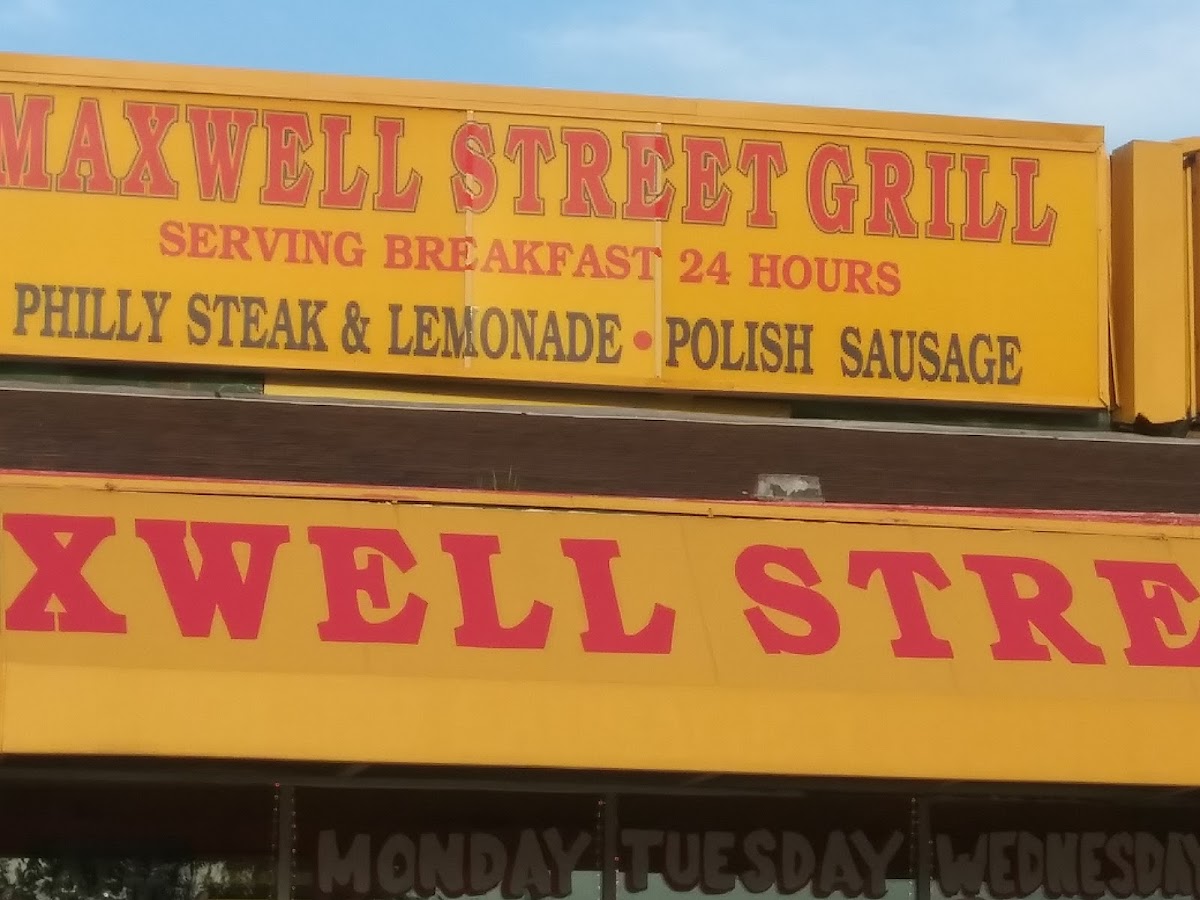 MAXWELL STREET GRILL
SERVING BREAKFAST 24 HOURS
PHILLY STEAK & LEMONADE • POLISH SAUSAGE
XWELL STRE
MONDAY TUESDAY WEDNESDAY